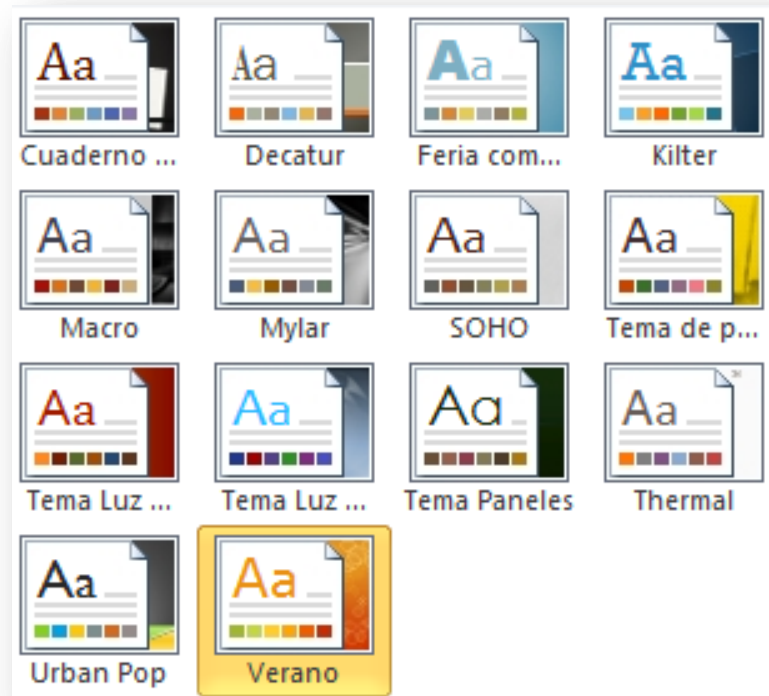 Aa Aa Aa Aa
Cuaderno ... Decatur Feria com... Kilter
Aa Aa Aa Aa
Macro Mylar SOHO Tema de p...
Aa Aa Aa Aa
Tema Luz ... Tema Luz ... Tema Paneles Thermal
Aa Aa
Urban Pop Verano